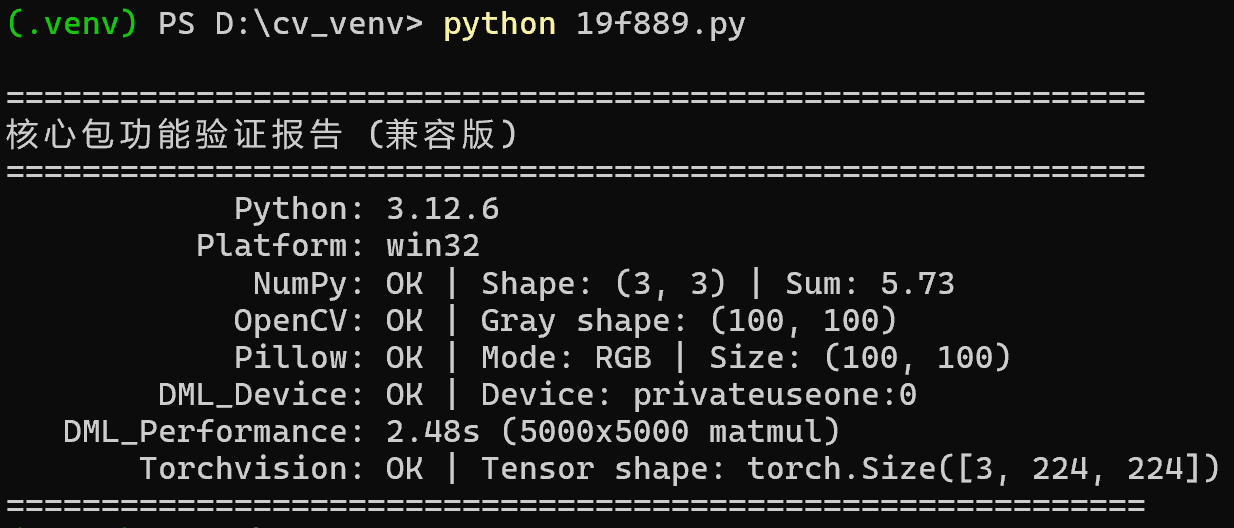 (.venv) PS D:\cv_venv> python 19f889.py
============================================================
核心包功能验证报告 (兼容版)
============================================================
Python: 3.12.6
Platform: win32
NumPy: OK | Shape: (3, 3) | Sum: 5.73
OpenCV: OK | Gray shape: (100, 100)
Pillow: OK | Mode: RGB | Size: (100, 100)
DML_Device: OK | Device: privateuseone:0
DML_Performance: 2.48s (5000x5000 matmul)
Torchvision: OK | Tensor shape: torch.Size([3, 224, 224])
============================================================